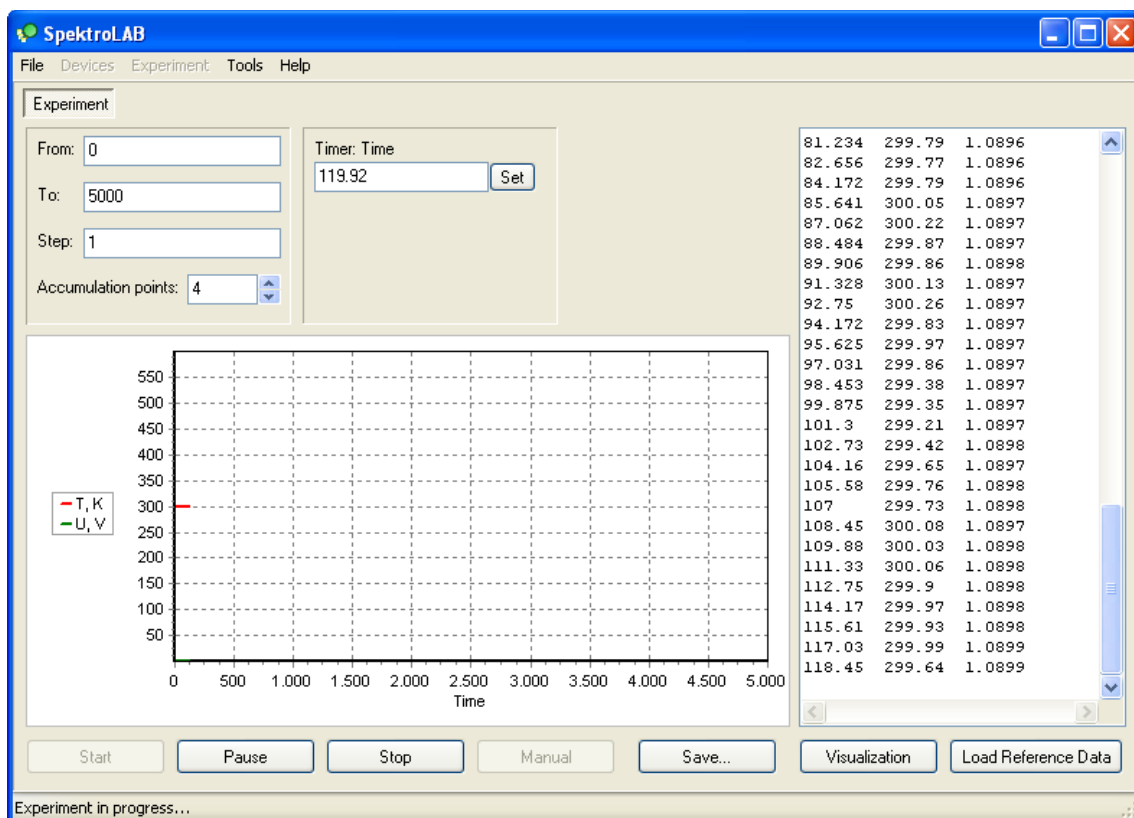 SpektroLAB
File Devices Experiment Tools Help
Experiment
From: 0
To: 5000
Step: 1
Accumulation points: 4
Timer: Time
119.92 Set
81.234 299.79 1.0896
82.656 299.77 1.0896
84.172 299.79 1.0896
85.641 300.05 1.0897
87.062 300.22 1.0897
88.484 299.87 1.0897
89.906 299.86 1.0898
91.328 300.13 1.0897
92.75 300.26 1.0897
94.172 299.83 1.0897
95.625 299.97 1.0897
97.031 299.86 1.0897
98.453 299.38 1.0897
99.875 299.35 1.0897
101.3 299.21 1.0897
102.73 299.42 1.0898
104.16 299.65 1.0897
105.58 299.76 1.0898
107 299.73 1.0898
108.45 300.08 1.0897
109.88 300.03 1.0898
111.33 300.06 1.0898
112.75 299.9 1.0898
114.17 299.97 1.0898
115.61 299.93 1.0898
117.03 299.99 1.0899
118.45 299.64 1.0899
550
500
450
400
350
300
250
200
150
100
50
T, K
U, V
0 500 1.000 1.500 2.000 2.500 3.000 3.500 4.000 4.500 5.000
Time
Start Pause Stop Manual Save... Visualization Load Reference Data
Experiment in progress...